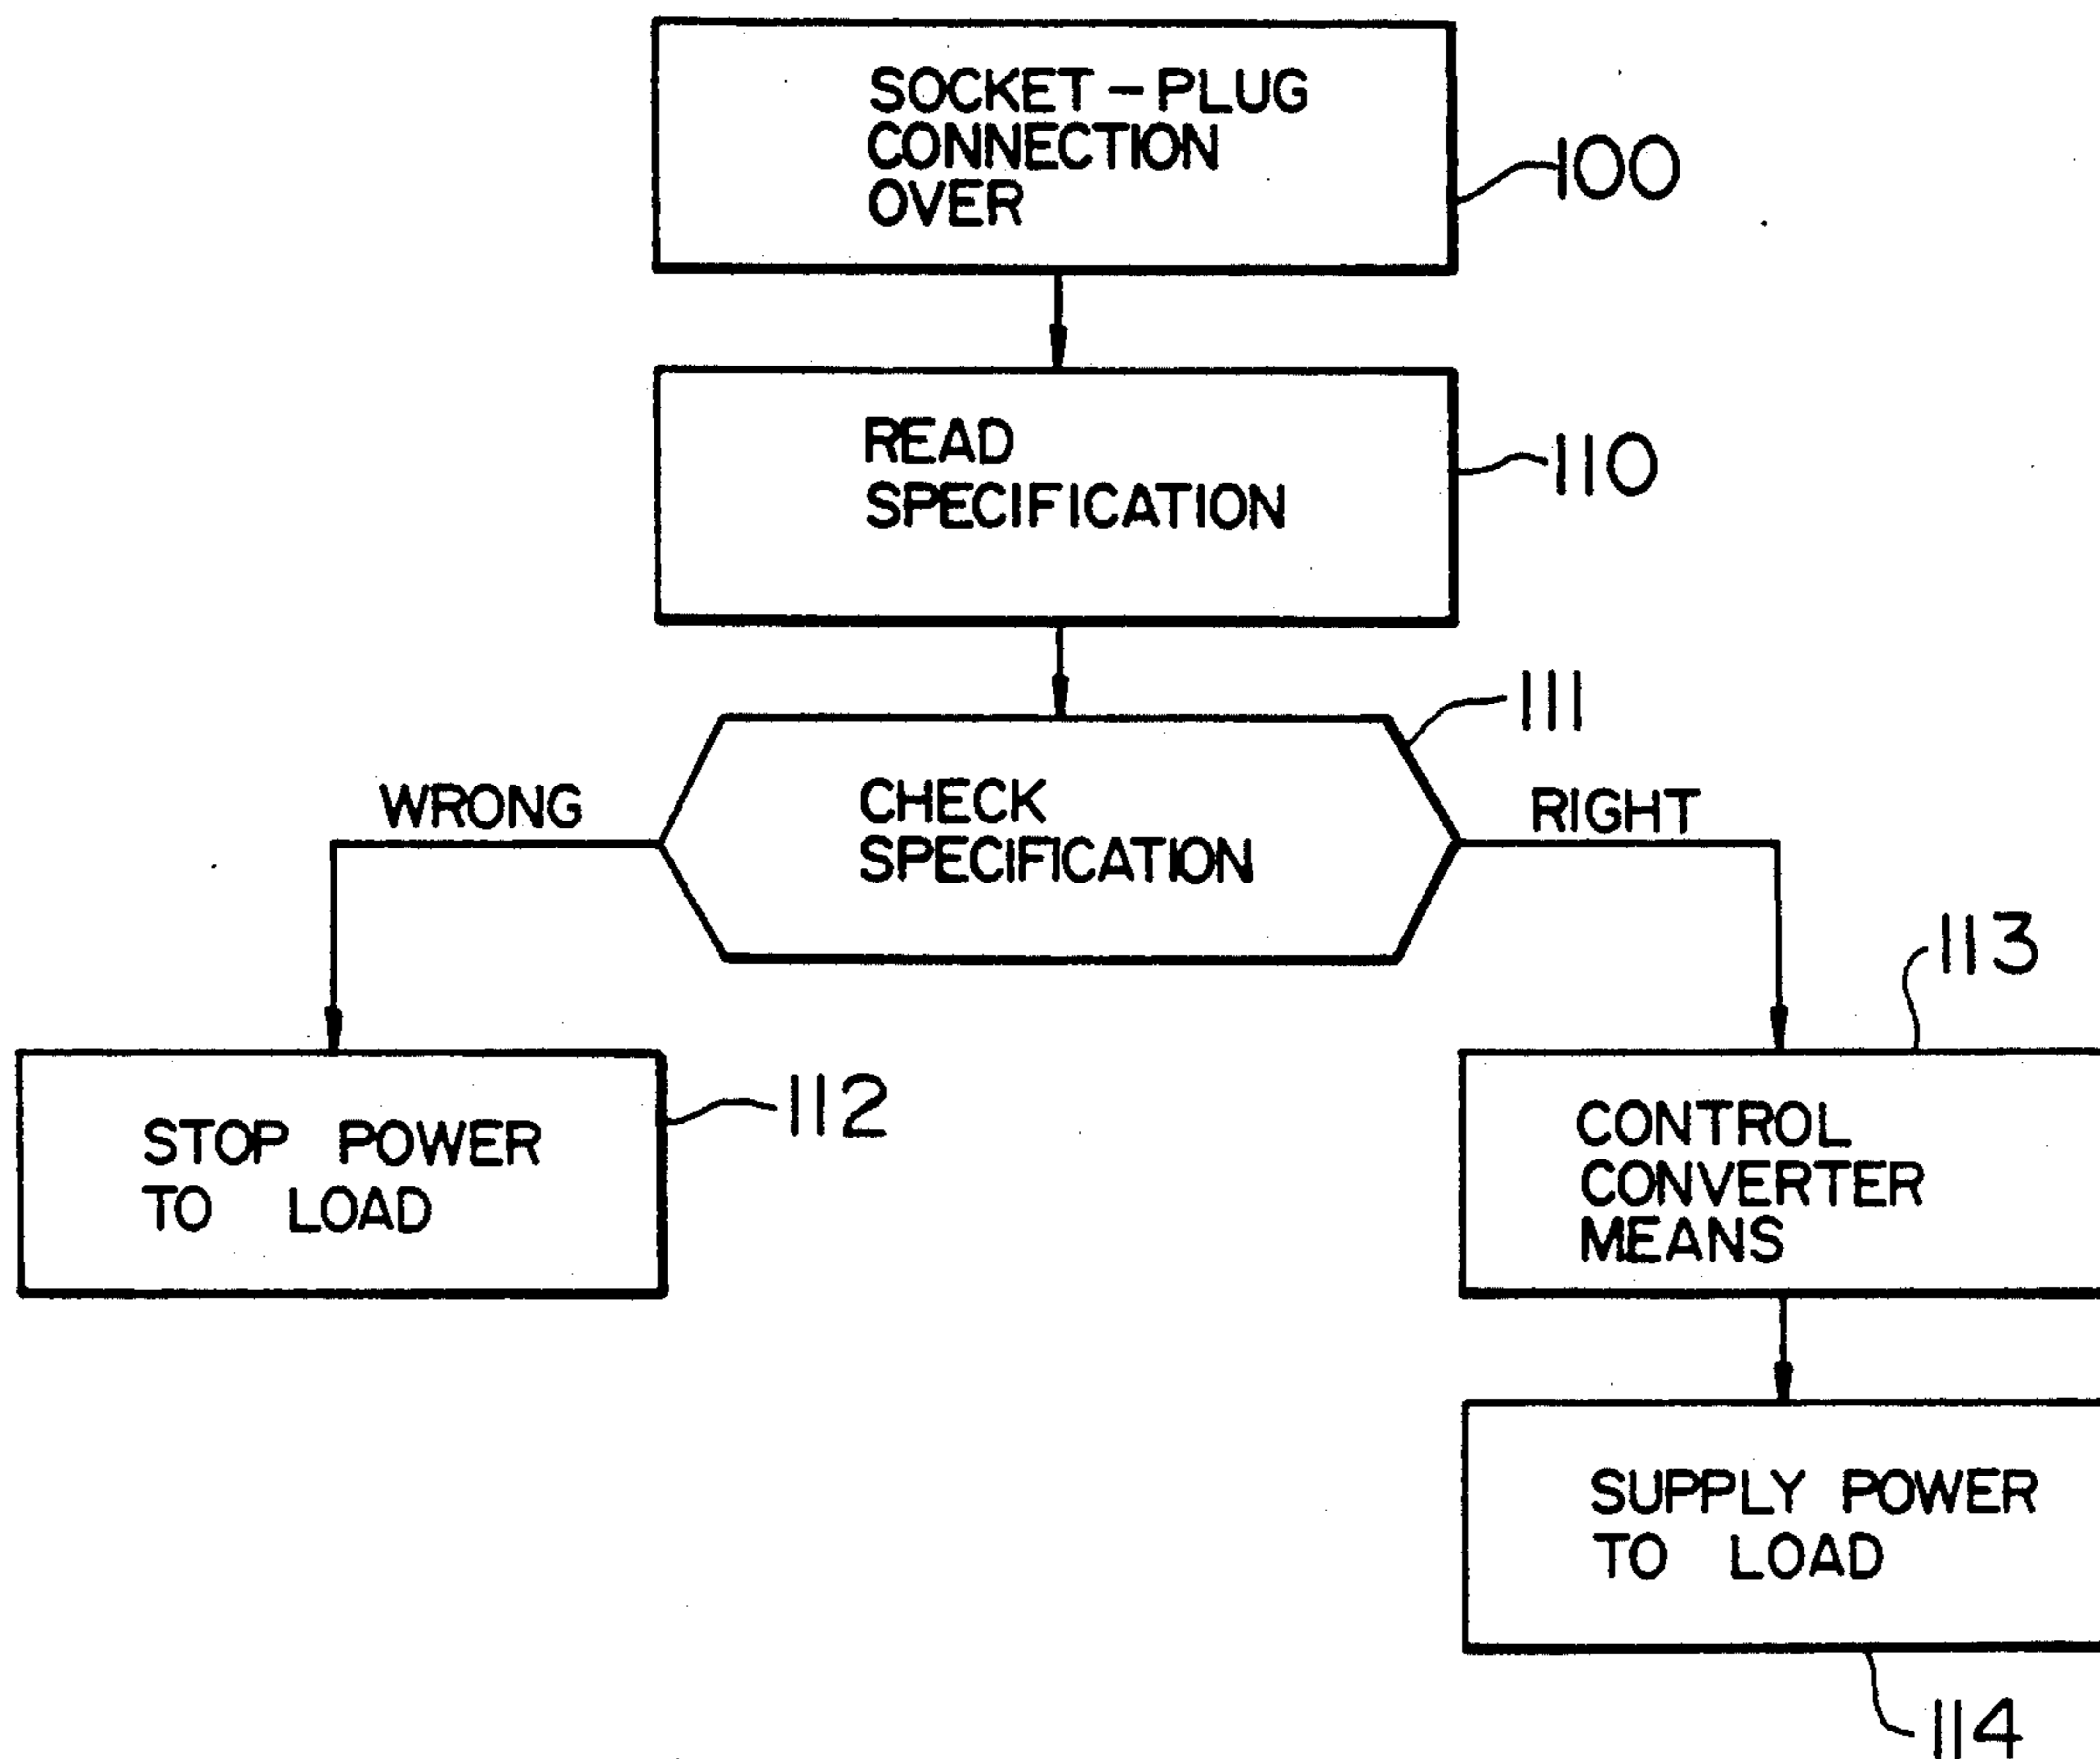 SOCKET-PLUG
CONNECTION
OVER
100
READ
SPECIFICATION
110
111
CHECK
SPECIFICATION
WRONG
RIGHT
STOP POWER
TO LOAD
112
113
CONTROL
CONVERTER
MEANS
SUPPLY POWER
TO LOAD
114